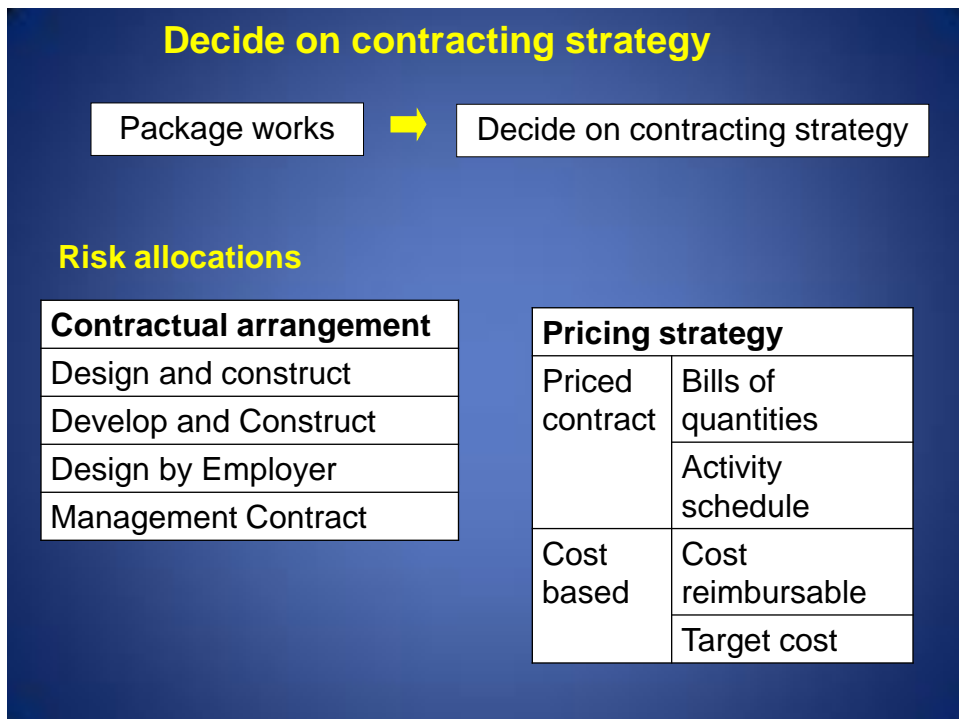 Decide on contracting strategy
Package works
Decide on contracting strategy
Risk allocations
Contractual arrangement
Design and construct
Develop and Construct
Design by Employer
Management Contract
Pricing strategy
Priced
contract
Bills of
quantities
Activity
schedule
Cost
based
Cost
reimbursable
Target cost